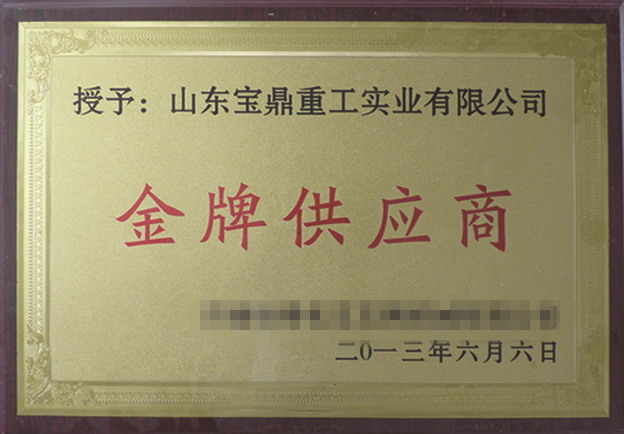 授予：山东宝鼎重工实业有限公司
金牌供应商
二0一三年六月六日